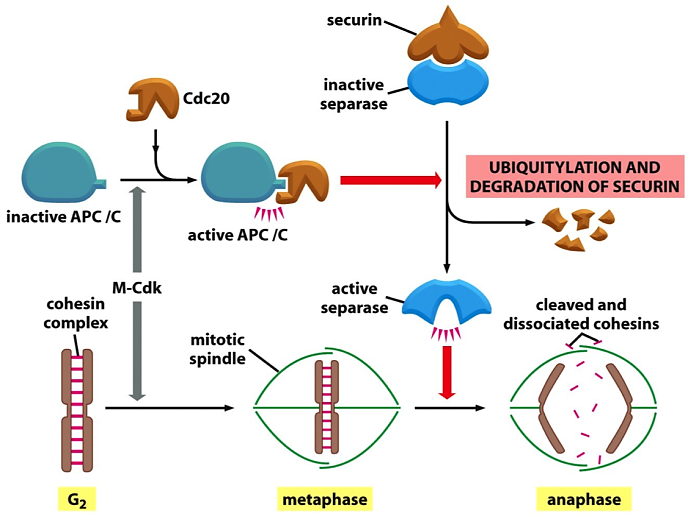 securin
inactive
separase
Cdc20
UBIQUITYLATION AND
DEGRADATION OF SECURIN
inactive APC /C
active APC /C
M-Cdk
active
separase
cohesin
complex
mitotic
spindle
cleaved and
dissociated cohesins
G2
metaphase
anaphase